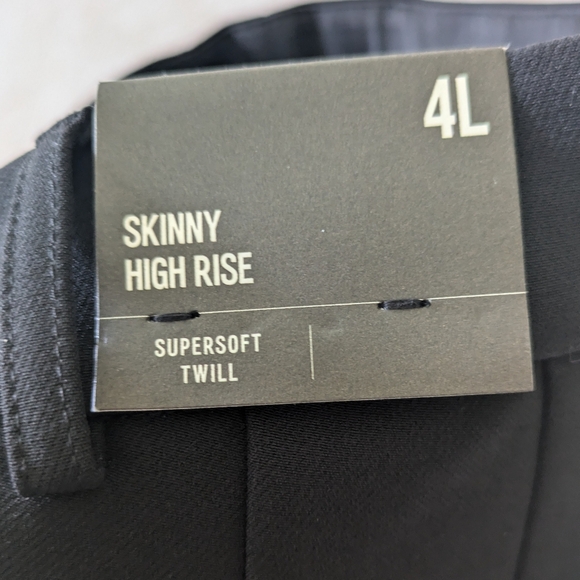 4L
SKINNY
HIGH RISE
SUPERSOFT
TWILL